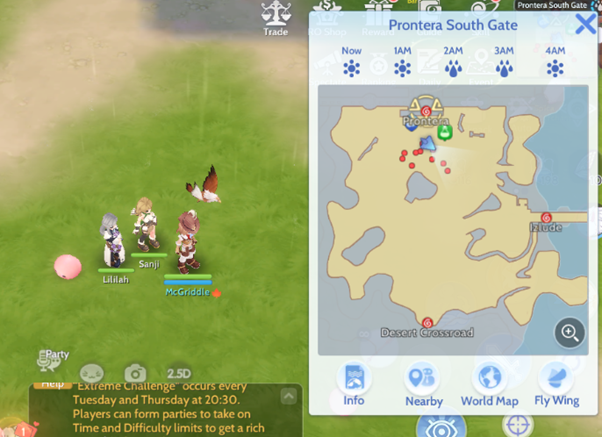 Trade
Prontera South Gate
Prontera South Gate
Now
1AM
2AM
3AM
4AM
Prontera
Izlude
Desert Crossroad
Lililah
Sanji
McGriddle
Party
2.5D
Help
"Extreme Challenge" occurs every
Tuesday and Thursday at 20:30.
Players can form parties to take on
Time and Difficulty limits to get a rich
Info
Nearby
World Map
Fly Wing
1